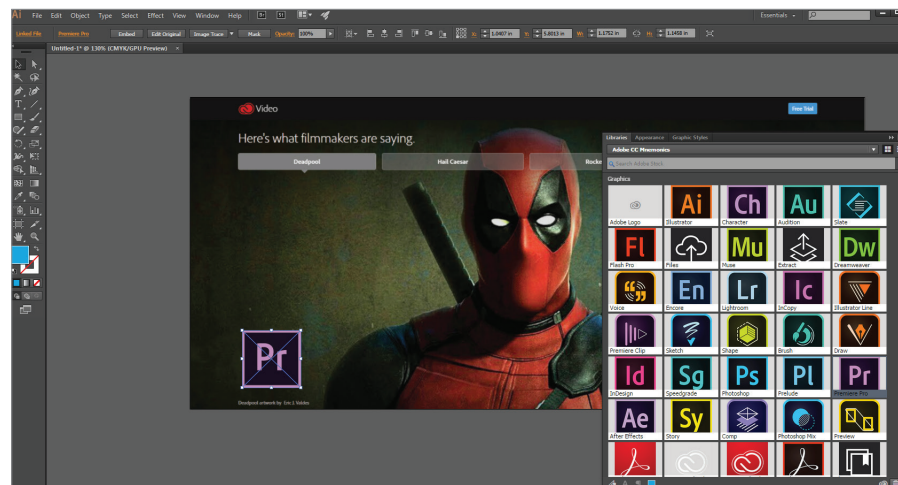 Ai File Edit Object Type Select Effect View Window Help Br St Essentials
Linked File Premiere Pro Embed Edit Original Image Trace Mask Opacity: 100% X: 1.0407 in Y: 5.8013 in W: 1.1752 in H: 1.1458 in
Untitled-1* @ 130% (CMYK/GPU Preview) ×
Video Free Trial
Here's what filmmakers are saying.
Deadpool Hail Caesar Rocke
Pr
Deadpool artwork by Eric J. Valdez.
Libraries Appearance Graphic Styles
Adobe CC Mnemonics
Search Adobe Stock
Graphics
Ai Ch Au
Adobe Logo Illustrator Character Audition Slate
Fl Mu Dw
Flash Pro Files Muse Extract Dreamweaver
En Lr Ic
Voice Encore Lightroom InCopy Illustrator Line
Premiere Clip Sketch Shape Brush Draw
Id Sg Ps Pl Pr
InDesign Speedgrade Photoshop Prelude Premiere Pro
Ae Sy
After Effects Story Comp Photoshop Mix Preview